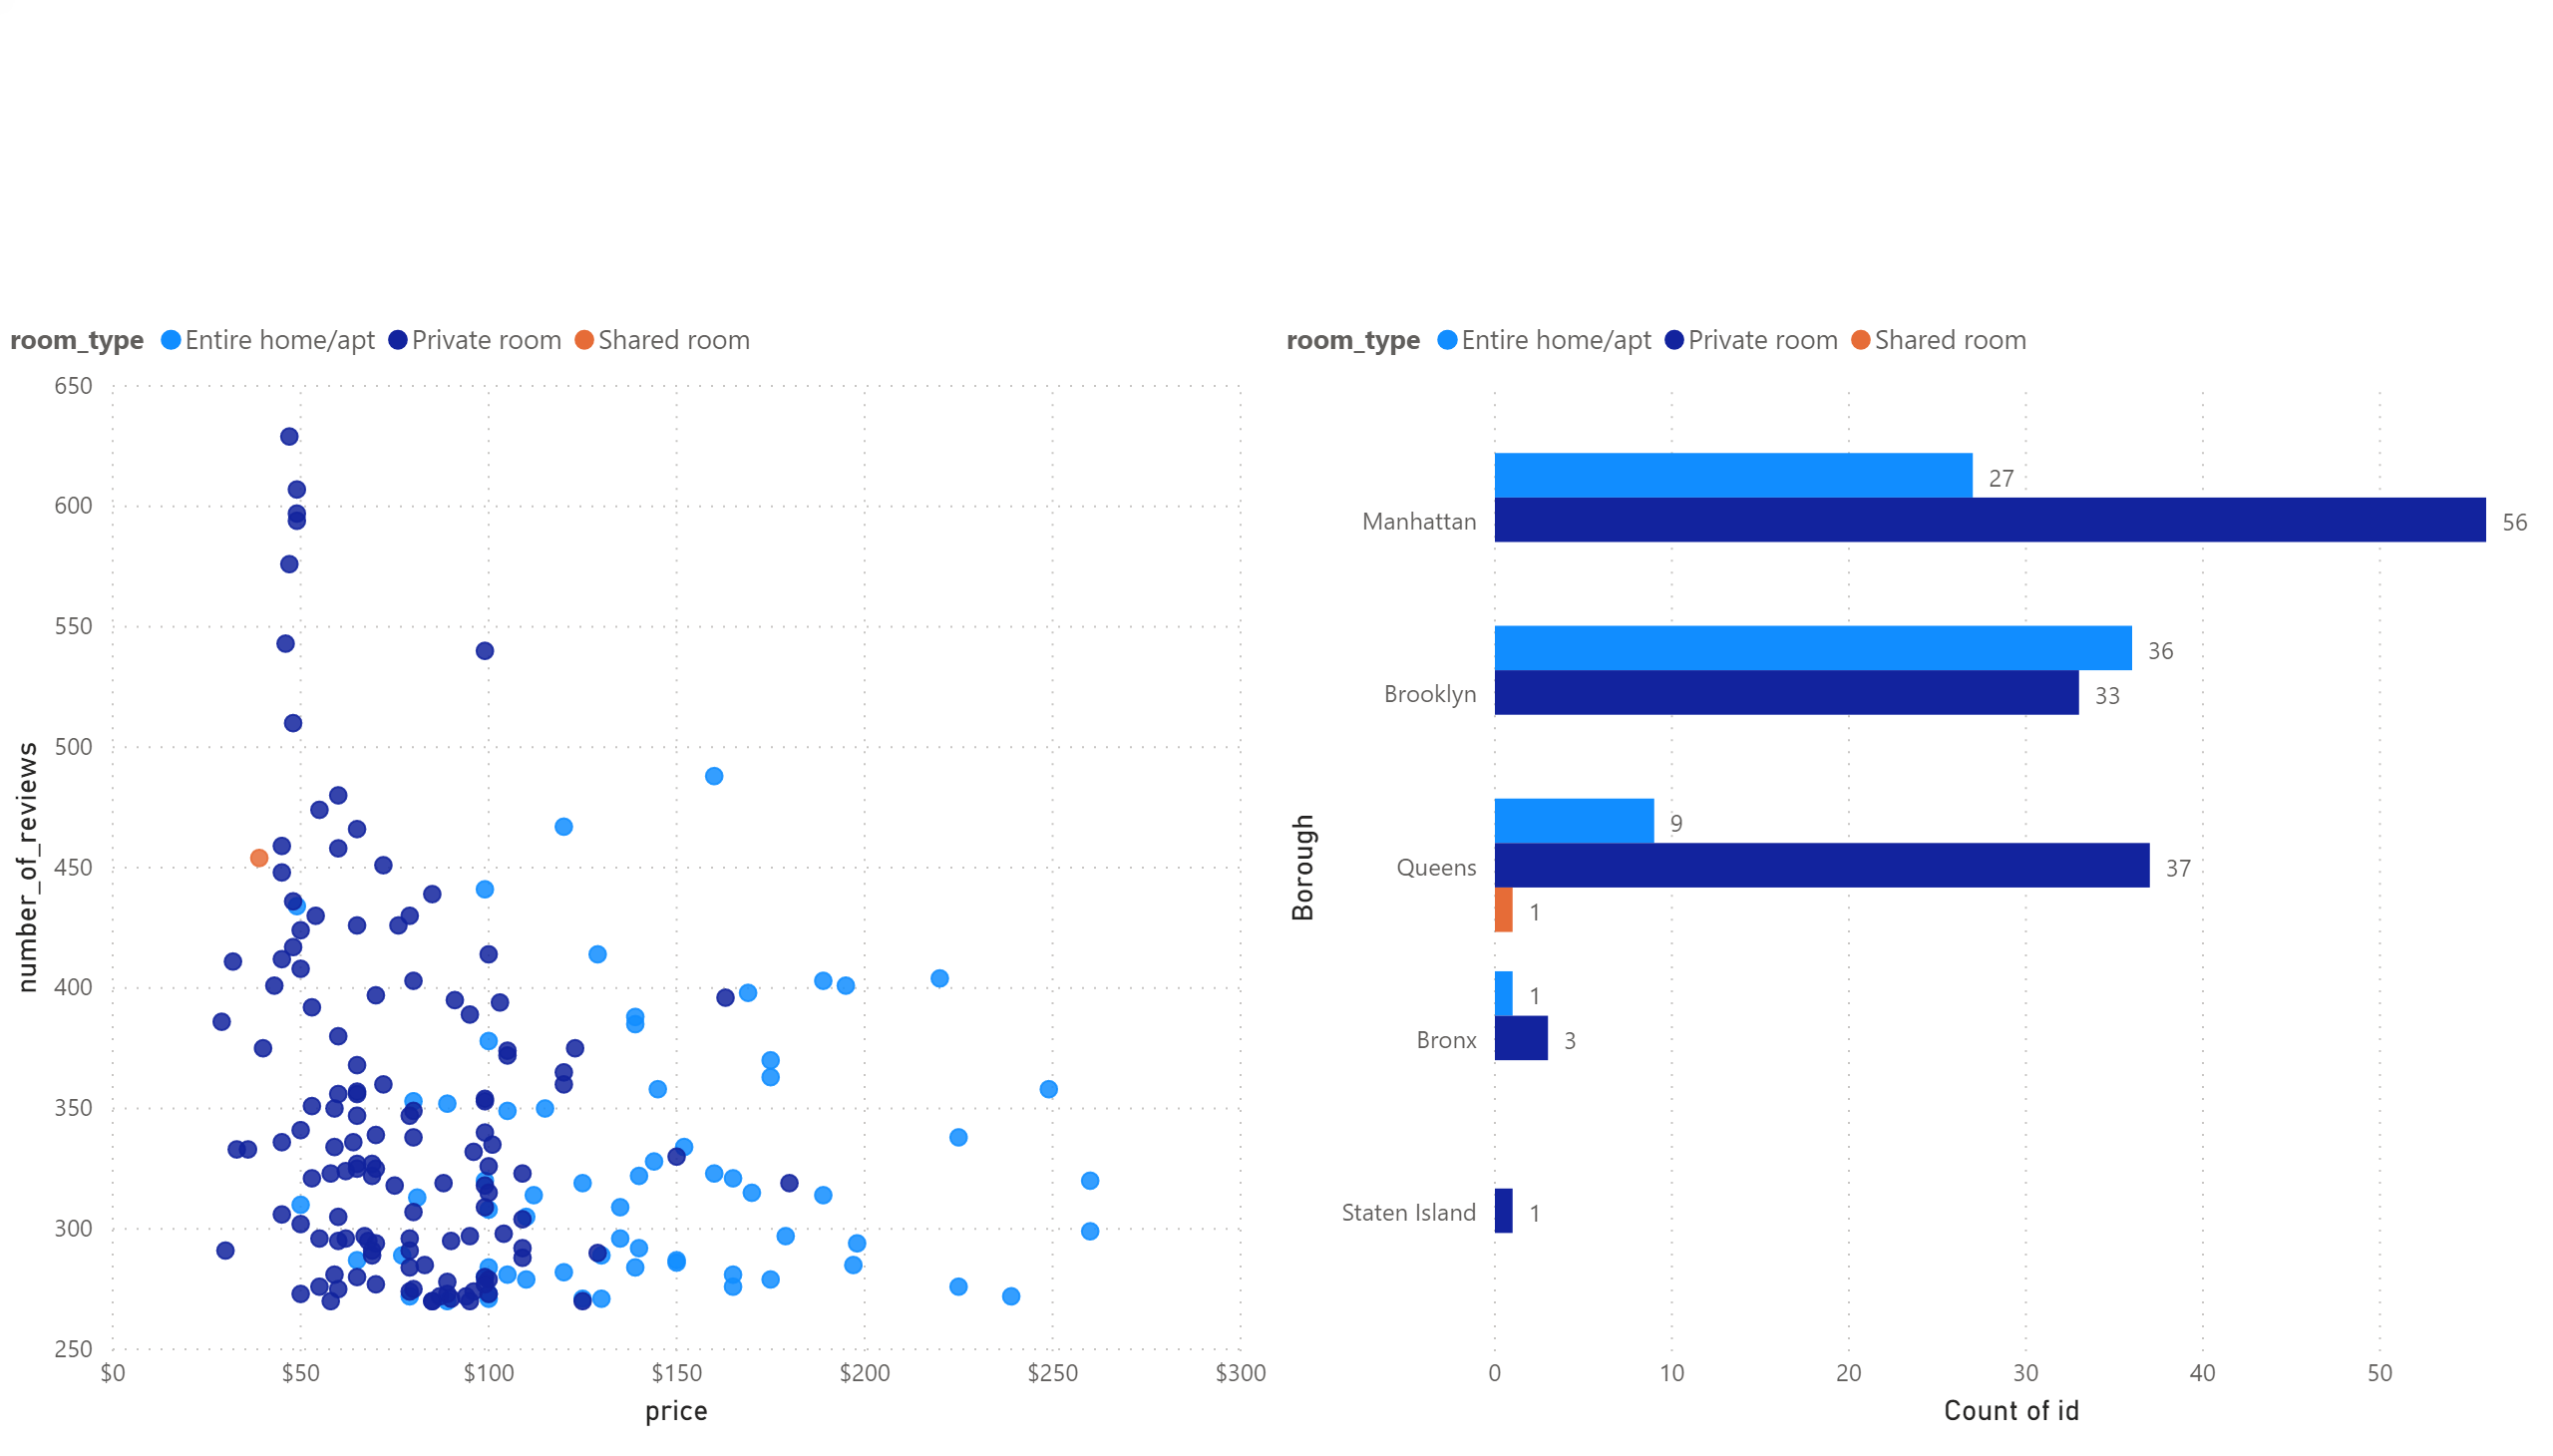 room_type Entire home/apt Private room Shared room
650
600
550
500
450
400
350
300
250
number_of_reviews
$0 $50 $100 $150 $200 $250 $300
price
room_type Entire home/apt Private room Shared room
Borough
27
Manhattan
56
36
Brooklyn
33
9
Queens
37
1
1
Bronx
3
Staten Island
1
0 10 20 30 40 50
Count of id